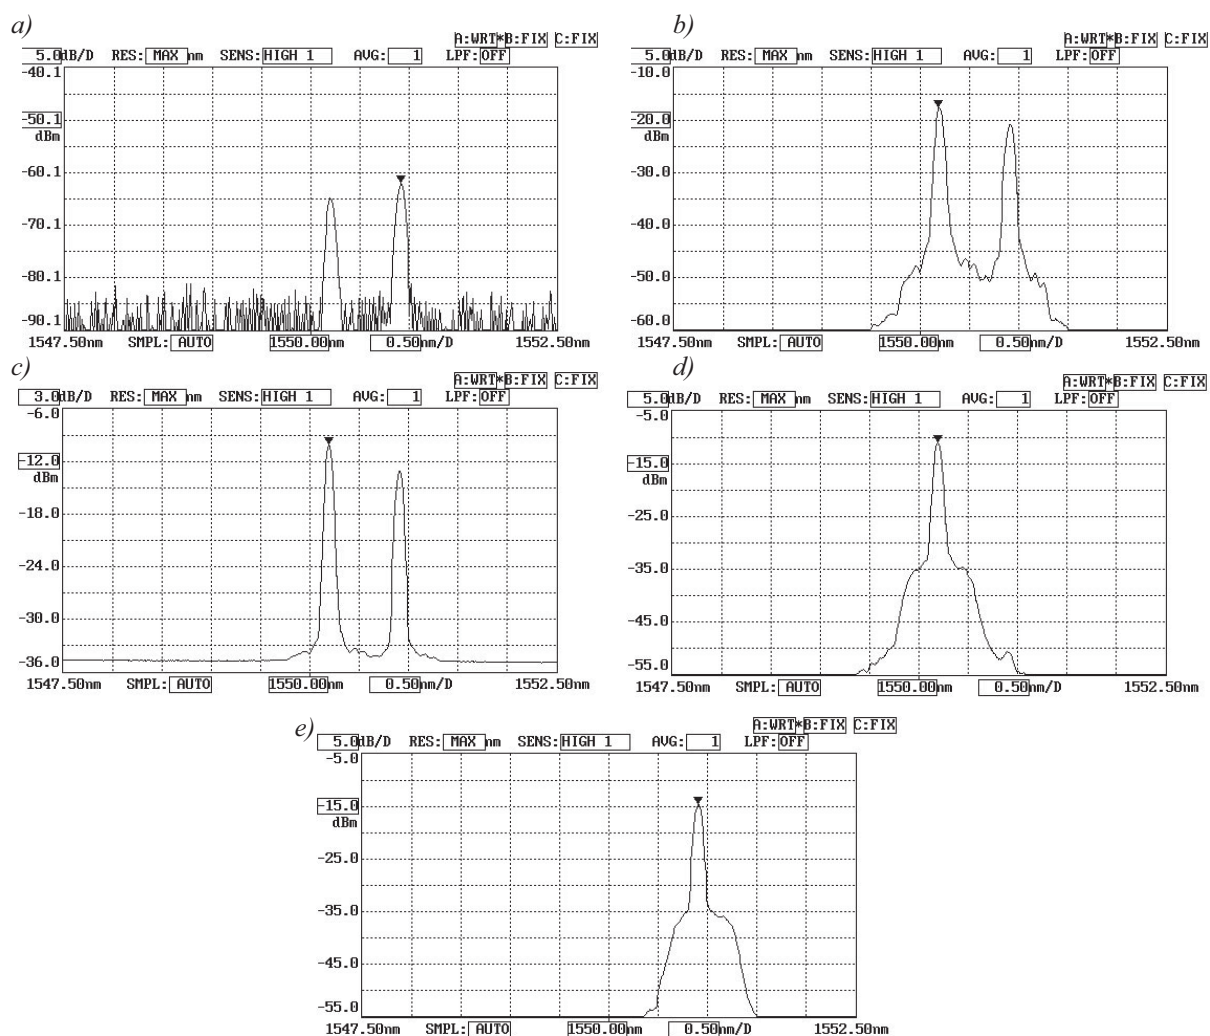 a)
A:WRT*B:FIX C:FIX
5.0dB/D RES: MAX nm SENS:HIGH 1 AVG: 1 LPF:OFF
-40.1
-50.1
dBm
-60.1
-70.1
-80.1
-90.1
1547.50nm SMPL: AUTO 1550.00nm 0.50nm/D 1552.50nm
b)
A:WRT*B:FIX C:FIX
5.0dB/D RES: MAX nm SENS:HIGH 1 AVG: 1 LPF:OFF
-10.0
-20.0
dBm
-30.0
-40.0
-50.0
-60.0
1547.50nm SMPL: AUTO 1550.00nm 0.50nm/D 1552.50nm
c)
A:WRT*B:FIX C:FIX
3.0dB/D RES: MAX nm SENS:HIGH 1 AVG: 1 LPF:OFF
-6.0
-12.0
dBm
-18.0
-24.0
-30.0
-36.0
1547.50nm SMPL: AUTO 1550.00nm 0.50nm/D 1552.50nm
d)
A:WRT*B:FIX C:FIX
5.0dB/D RES: MAX nm SENS:HIGH 1 AVG: 1 LPF:OFF
-5.0
-15.0
dBm
-25.0
-35.0
-45.0
-55.0
1547.50nm SMPL: AUTO 1550.00nm 0.50nm/D 1552.50nm
e)
A:WRT*B:FIX C:FIX
5.0dB/D RES: MAX nm SENS:HIGH 1 AVG: 1 LPF:OFF
-5.0
-15.0
dBm
-25.0
-35.0
-45.0
-55.0
1547.50nm SMPL: AUTO 1550.00nm 0.50nm/D 1552.50nm